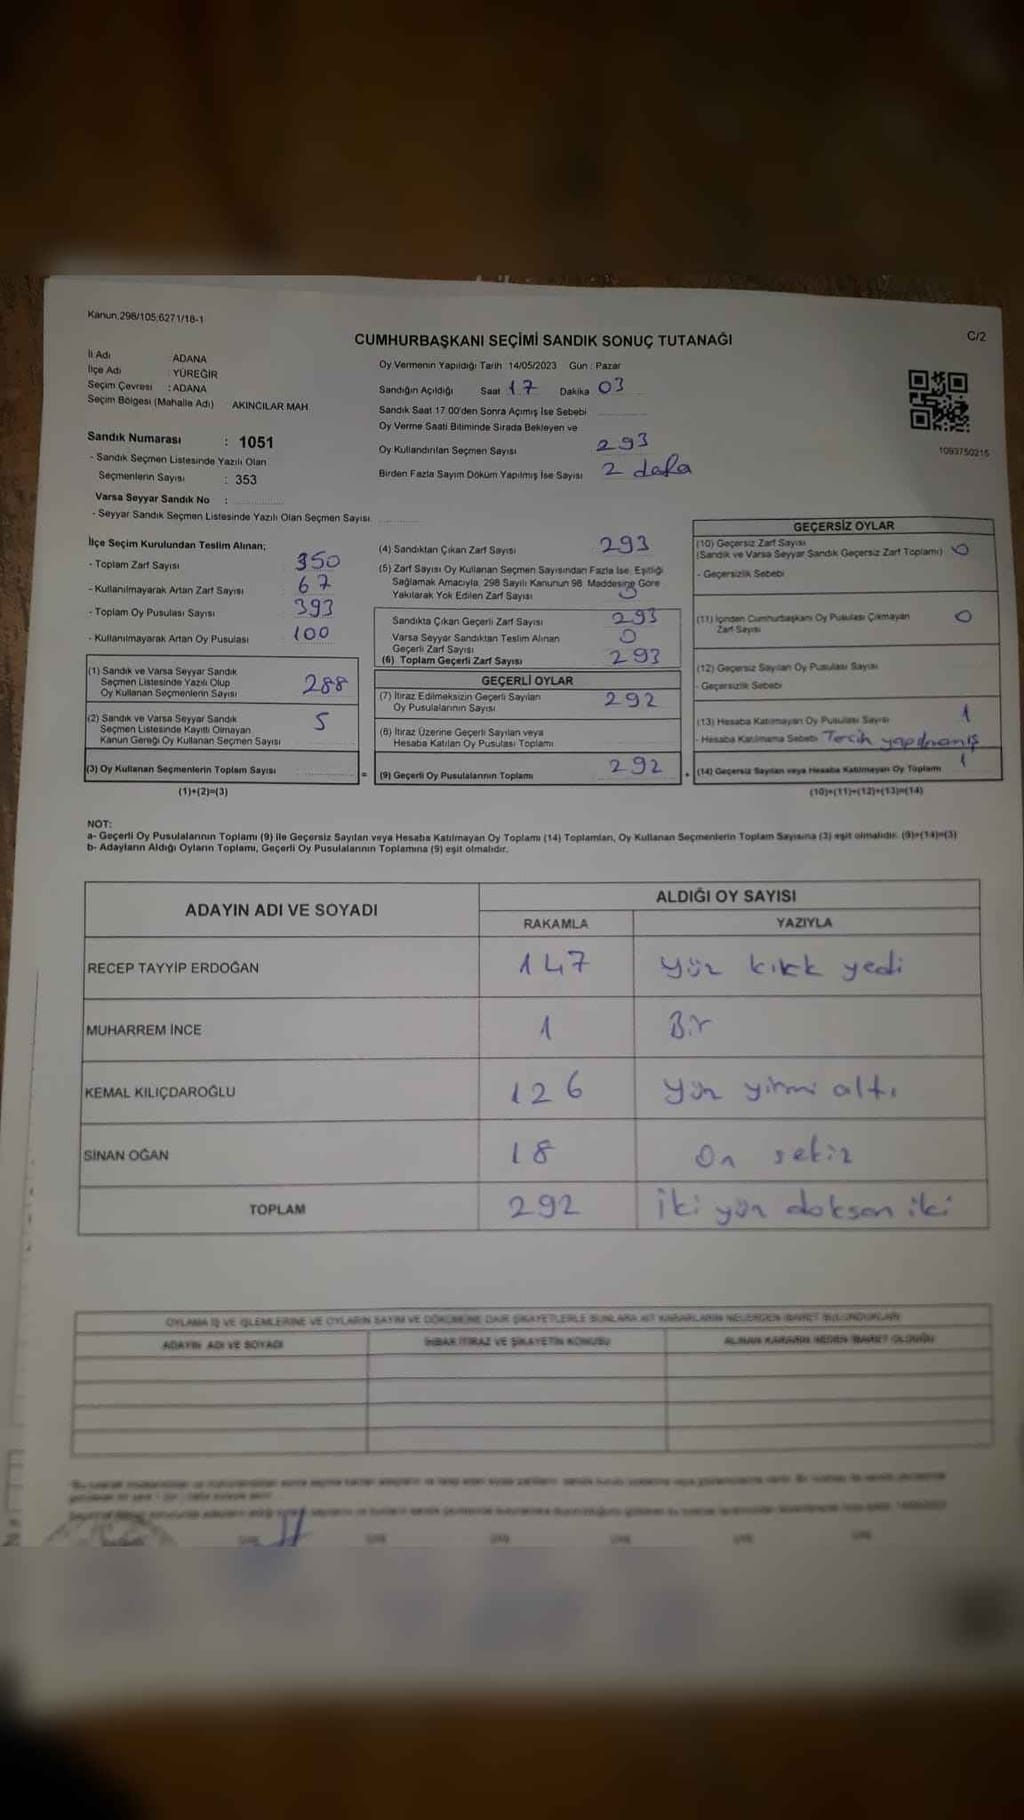 Kanun,298/105;6271/18-1
CUMHURBAŞKANI SEÇİMİ SANDIK SONUÇ TUTANAĞI
C/2
İl Adı ADANA
İlçe Adı : YÜREĞİR
Seçim Çevresi : ADANA
Seçim Bölgesi (Mahalle Adı) AKINCILAR MAH
Sandık Numarası : 1051
- Sandık Seçmen Listesinde Yazılı Olan
Seçmenlerin Sayısı : 353
Varsa Seyyar Sandık No :
- Seyyar Sandık Seçmen Listesinde Yazılı Olan Seçmen Sayısı
Oy Vermenin Yapıldığı Tarih : 14/05/2023 Gün : Pazar
Sandığın Açıldığı Saat 17 Dakika 03
Sandık Saat 17.00'den Sonra Açılmış İse Sebebi
Oy Verme Saati Bitiminde Sırada Bekleyen ve
Oy Kullandırılan Seçmen Sayısı 293
Birden Fazla Sayım Döküm Yapılmış İse Sayısı 2 defa
1093750215
İlçe Seçim Kurulundan Teslim Alınan;
- Toplam Zarf Sayısı 350
- Kullanılmayarak Artan Zarf Sayısı 67
- Toplam Oy Pusulası Sayısı 393
- Kullanılmayarak Artan Oy Pusulası 100
(1) Sandık ve Varsa Seyyar Sandık
Seçmen Listesinde Yazılı Olup
Oy Kullanan Seçmenlerin Sayısı 288
(2) Sandık ve Varsa Seyyar Sandık
Seçmen Listesinde Kayıtlı Olmayan
Kanun Gereği Oy Kullanan Seçmen Sayısı 5
(3) Oy Kullanan Seçmenlerin Toplam Sayısı
(1)+(2)=(3)
(4) Sandıktan Çıkan Zarf Sayısı 293
(5) Zarf Sayısı Oy Kullanan Seçmen Sayısından Fazla İse, Eşitliği
Sağlamak Amacıyla, 298 Sayılı Kanunun 98. Maddesine Göre
Yakılarak Yok Edilen Zarf Sayısı
Sandıkta Çıkan Geçerli Zarf Sayısı 293
Varsa Seyyar Sandıktan Teslim Alınan
Geçerli Zarf Sayısı 0
(6) Toplam Geçerli Zarf Sayısı 293
GEÇERLİ OYLAR
(7) İtiraz Edilmeksizin Geçerli Sayılan
Oy Pusulalarının Sayısı 292
(8) İtiraz Üzerine Geçerli Sayılan veya
Hesaba Katılan Oy Pusulası Toplamı
= (9) Geçerli Oy Pusulalarının Toplamı 292
GEÇERSİZ OYLAR
(10) Geçersiz Zarf Sayısı
(Sandık ve Varsa Seyyar Sandık Geçersiz Zarf Toplamı) 0
- Geçersizlik Sebebi
(11) İçinden Cumhurbaşkanı Oy Pusulası Çıkmayan
Zarf Sayısı 0
(12) Geçersiz Sayılan Oy Pusulası Sayısı
- Geçersizlik Sebebi
(13) Hesaba Katılmayan Oy Pusulası Sayısı 1
- Hesaba Katılmama Sebebi Tercih yapılmamış
+ (14) Geçersiz Sayılan veya Hesaba Katılmayan Oy Toplamı 1
(10)+(11)+(12)+(13)=(14)
NOT:
a- Geçerli Oy Pusulalarının Toplamı (9) ile Geçersiz Sayılan veya Hesaba Katılmayan Oy Toplamı (14) Toplamları, Oy Kullanan Seçmenlerin Toplam Sayısına (3) eşit olmalıdır. (9)+(14)=(3)
b- Adayların Aldığı Oyların Toplamı, Geçerli Oy Pusulalarının Toplamına (9) eşit olmalıdır.
ADAYIN ADI VE SOYADI
ALDIĞI OY SAYISI
RAKAMLA YAZIYLA
RECEP TAYYİP ERDOĞAN 147 Yüz kırk yedi
MUHARREM İNCE 1 Bir
KEMAL KILIÇDAROĞLU 126 Yüz yirmi altı
SİNAN OĞAN 18 On sekiz
TOPLAM 292 İki yüz doksan iki
OYLAMA İŞ VE İŞLEMLERİNE VE OYLARIN SAYIM VE DÖKÜMÜNE DAİR ŞİKAYETLERLE BUNLARA AİT KARARLARIN NELERDEN İBARET BULUNDUKLARI
ADAYIN ADI VE SOYADI İHBAR İTİRAZ VE ŞİKAYETİN KONUSU ALINAN KARARIN NEDEN İBARET OLDUĞU